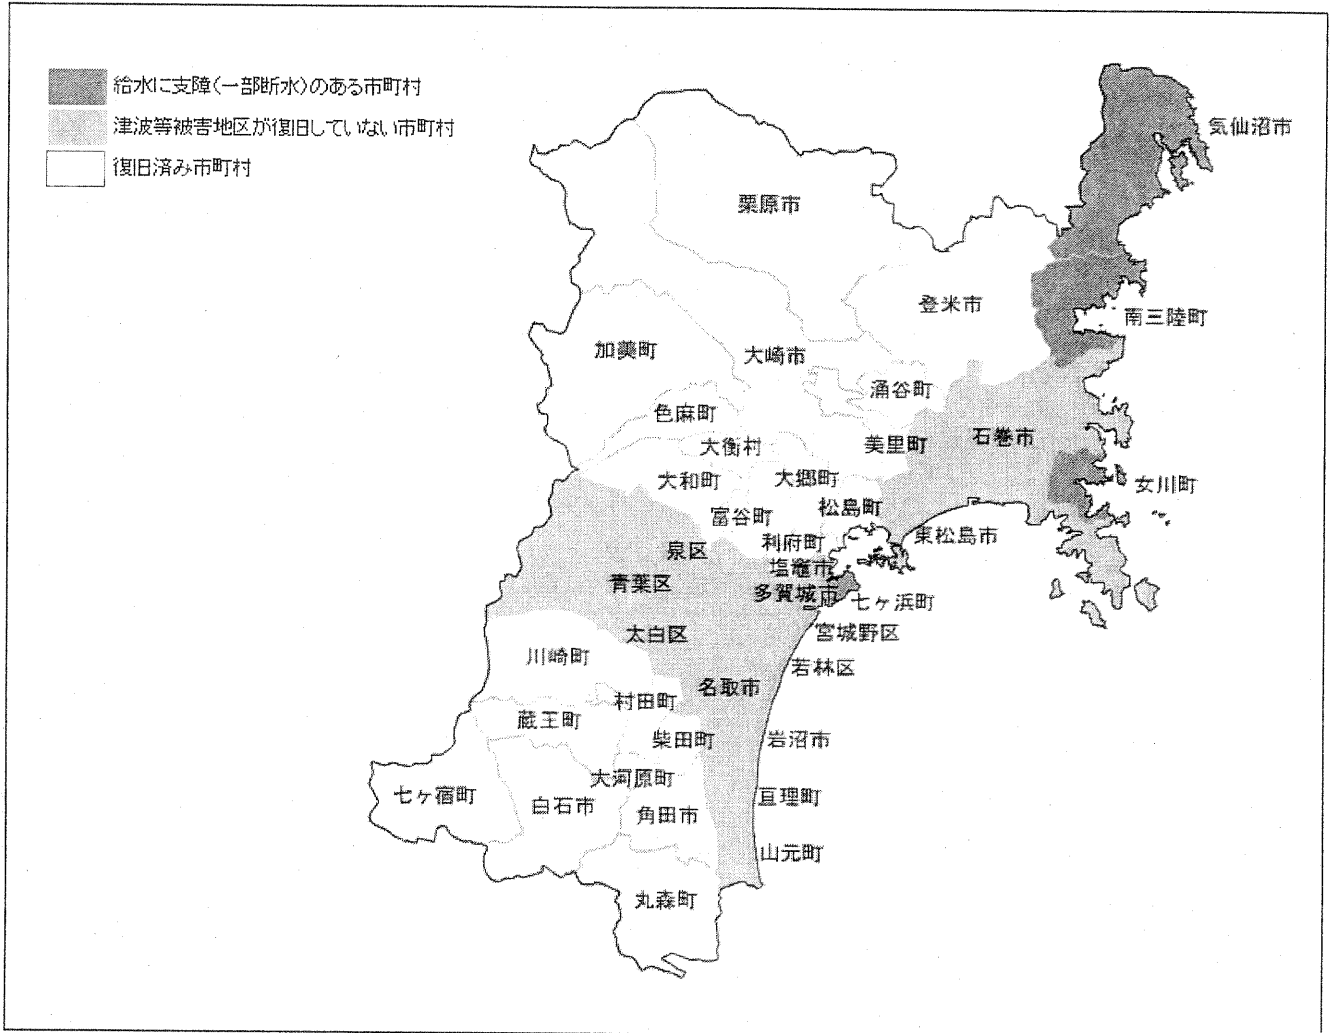 給水に支障(一部断水)のある市町村
津波等被害地区が復旧していない市町村
復旧済み市町村
気仙沼市
栗原市
登米市
南三陸町
加美町
大崎市
涌谷町
色麻町
石巻市
大衡村
美里町
大和町
大郷町
女川町
松島町
富谷町
東松島市
利府町
泉区
塩竈市
青葉区
多賀城市
七ヶ浜町
太白区
宮城野区
川崎町
若林区
名取市
村田町
蔵王町
柴田町
岩沼市
大河原町
七ヶ宿町
白石市
亘理町
角田市
山元町
丸森町